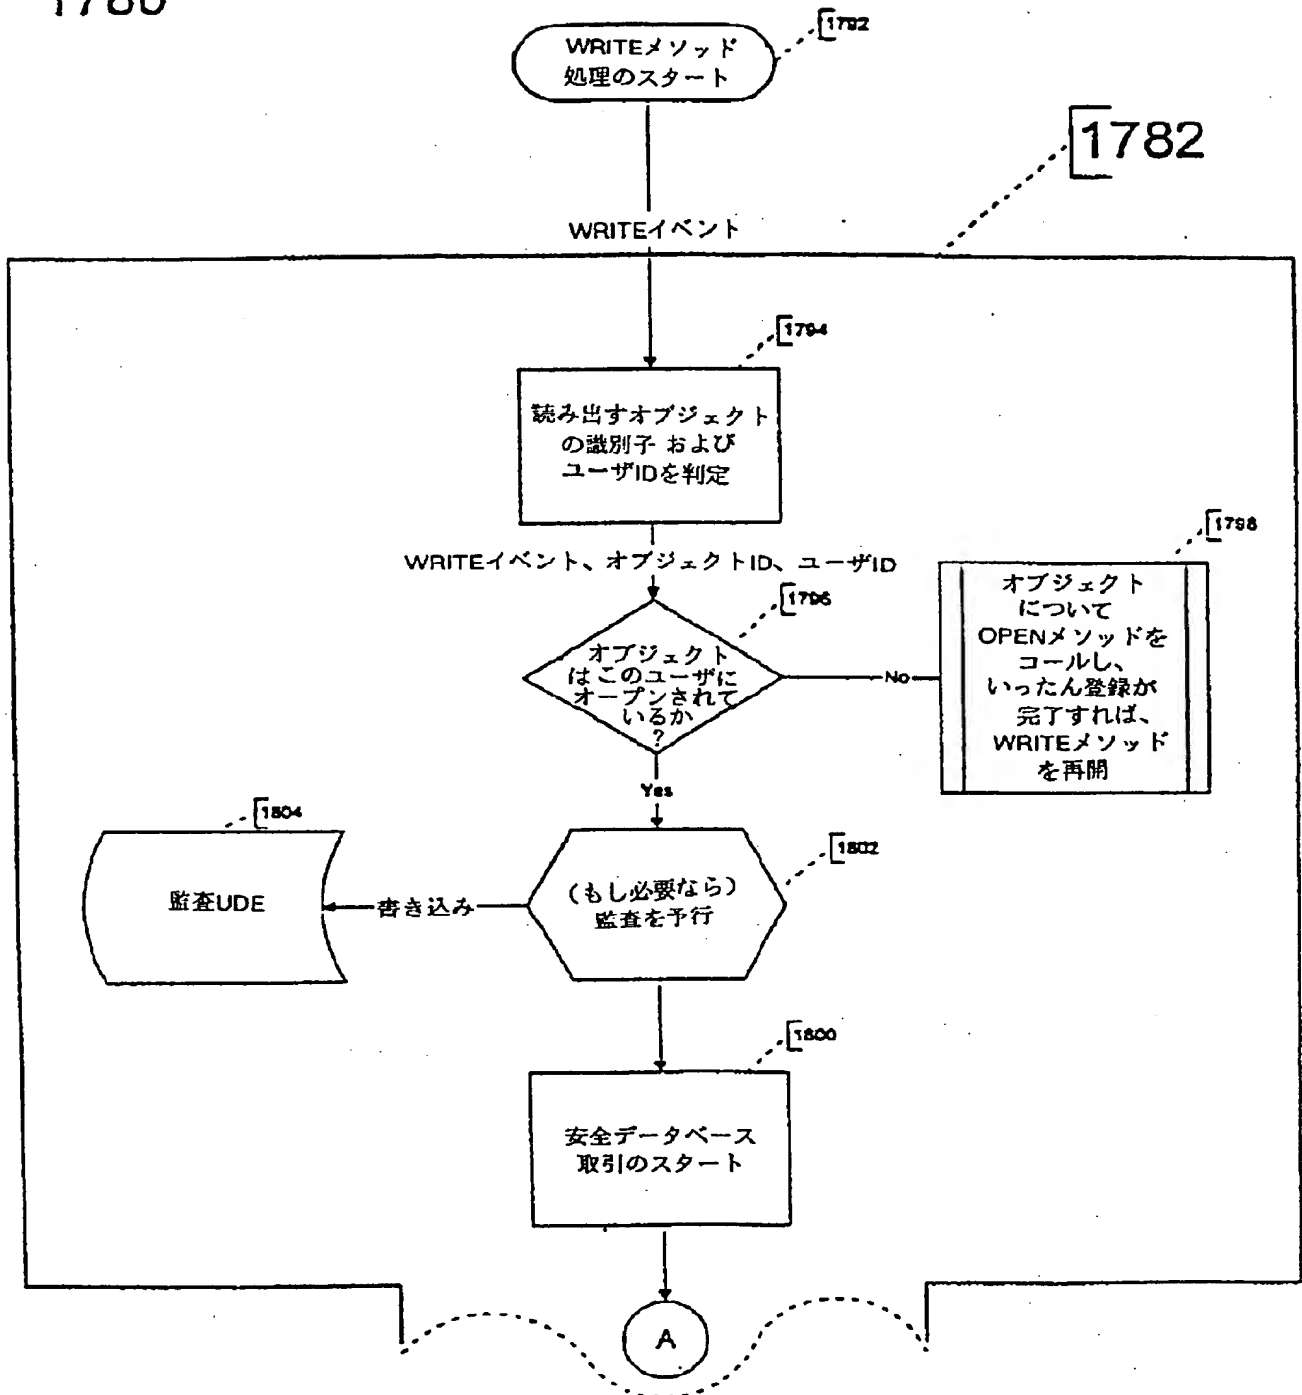 1780
1792
WRITEメソッド
処理のスタート
1782
WRITEイベント
1794
読み出すオブジェクト
の識別子 および
ユーザIDを判定
WRITEイベント、オブジェクトID、ユーザID
1798
1796
オブジェクト
はこのユーザに
オープンされて
いるか
?
No
オブジェクト
について
OPENメソッドを
コールし、
いったん登録が
完了すれば、
WRITEメソッド
を再開
Yes
1804
1802
監査UDE
書き込み
(もし必要なら)
監査を予行
1800
安全データベース
取引のスタート
A